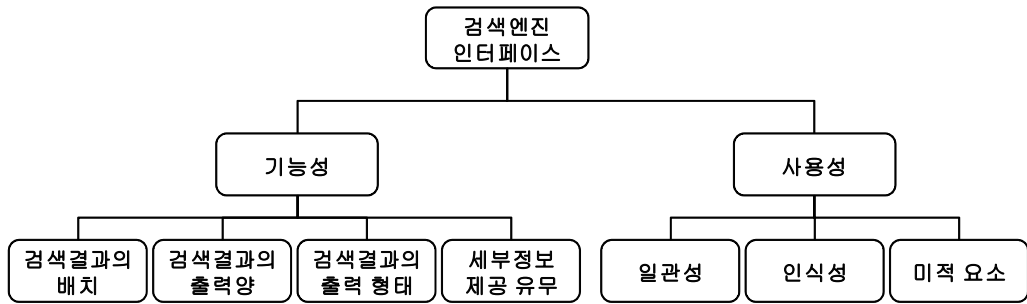 검색엔진
인터페이스
기능성
사용성
검색결과의
배치
검색결과의
출력양
검색결과의
출력 형태
세부정보
제공 유무
일관성
인식성
미적 요소